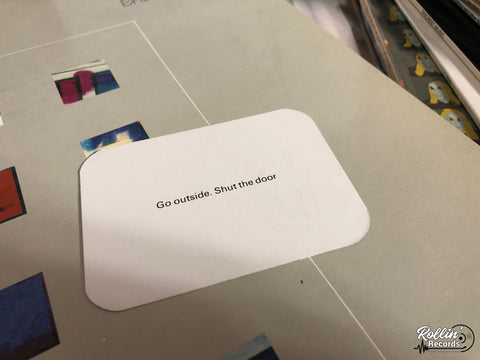 Go outside. Shut the door
Rollin
Records